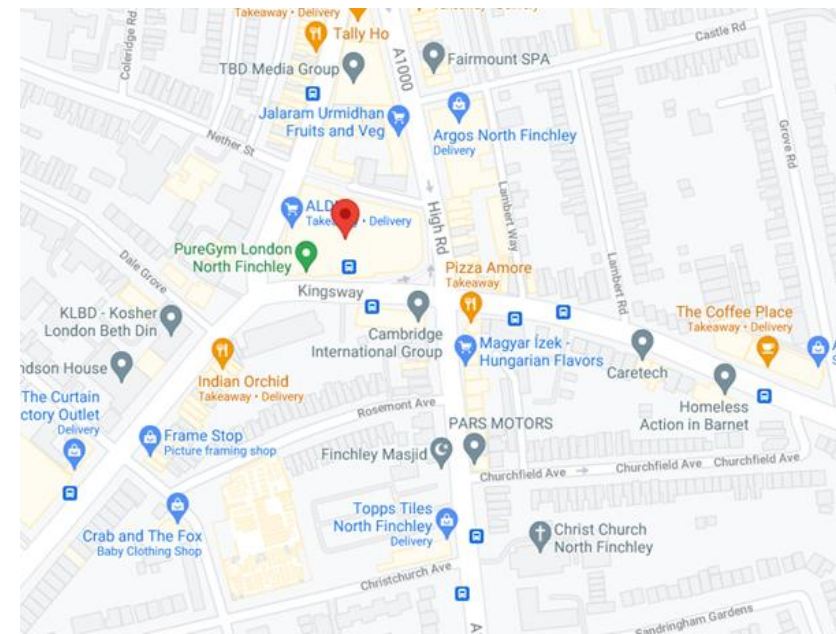 Takeaway • Delivery
Tally Ho
Castle Rd
Coleridge Rd
A1000
Fairmount SPA
TBD Media Group
Jalaram Urmidhan
Fruits and Veg
Argos North Finchley
Delivery
Nether St
Grove Rd
Lambert Way
ALDI
Takeaway • Delivery
High Rd
PureGym London
North Finchley
Dale Grove
Lambert Rd
Pizza Amore
Takeaway
Kingsway
KLBD - Kosher
London Beth Din
The Coffee Place
Takeaway • Delivery
Cambridge
International Group
Magyar Ízek -
Hungarian Flavors
ndson House
Caretech
Indian Orchid
Takeaway • Delivery
The Curtain
ctory Outlet
Delivery
Rosemont Ave
Homeless
Action in Barnet
PARS MOTORS
Frame Stop
Picture framing shop
Finchley Masjid
Churchfield Ave
Churchfield Ave
Churchfield Ave
Topps Tiles
North Finchley
Delivery
Crab and The Fox
Baby Clothing Shop
Christ Church
North Finchley
Christchurch Ave
Sandringham Gardens